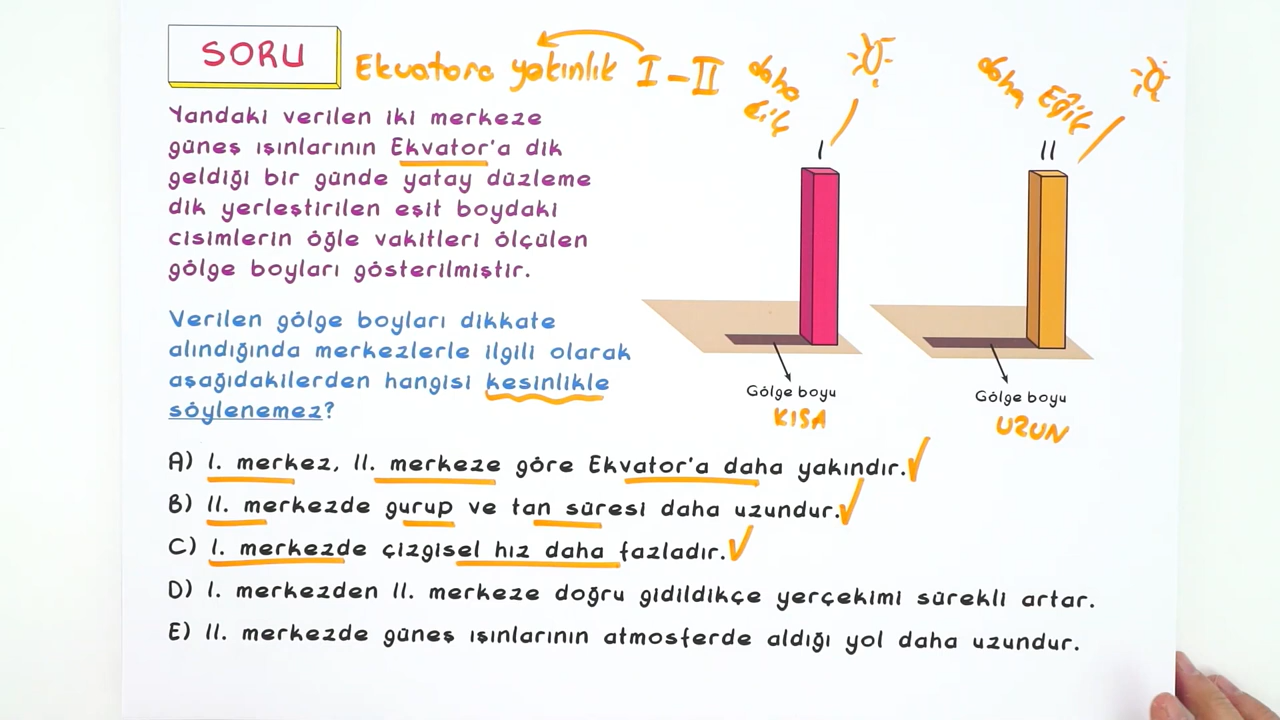 SORU
Ekvatora yakınlık I - II
daha
dik
daha
Eğik
Yandaki verilen iki merkeze
güneş ışınlarının Ekvator'a dik
geldiği bir günde yatay düzleme
dik yerleştirilen eşit boydaki
cisimlerin öğle vakitleri ölçülen
gölge boyları gösterilmiştir.
I
II
Verilen gölge boyları dikkate
alındığında merkezlerle ilgili olarak
aşağıdakilerden hangisi kesinlikle
söylenemez?
Gölge boyu
KISA
Gölge boyu
UZUN
A) I. merkez, II. merkeze göre Ekvator'a daha yakındır.
B) II. merkezde gurup ve tan süresi daha uzundur.
C) I. merkezde çizgisel hız daha fazladır.
D) I. merkezden II. merkeze doğru gidildikçe yerçekimi sürekli artar.
E) II. merkezde güneş ışınlarının atmosferde aldığı yol daha uzundur.